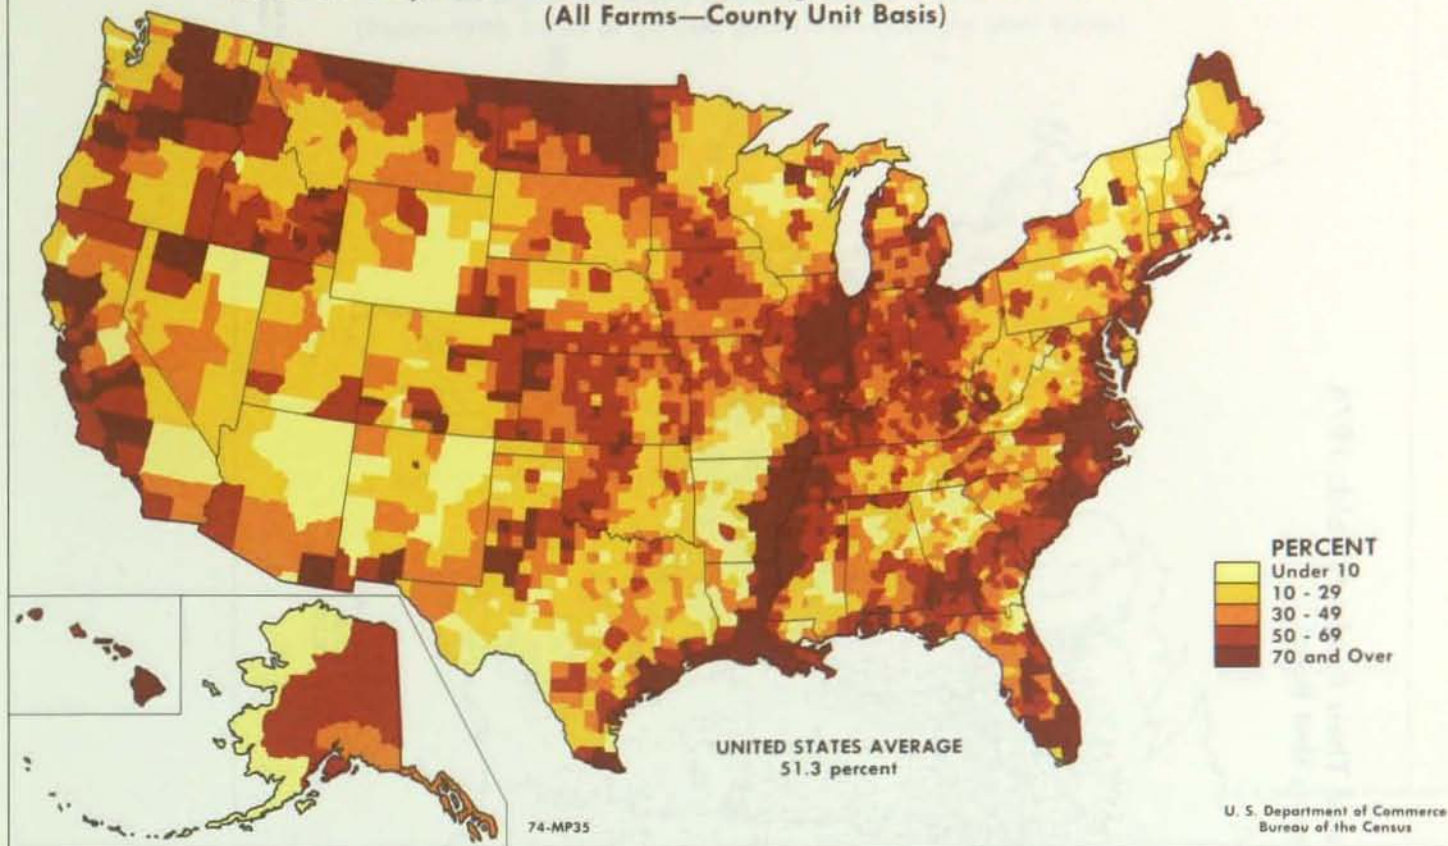 (All Farms—County Unit Basis)
PERCENT
Under 10
10 - 29
30 - 49
50 - 69
70 and Over
UNITED STATES AVERAGE
51.3 percent
74-MP35
U. S. Department of Commerce
Bureau of the Census